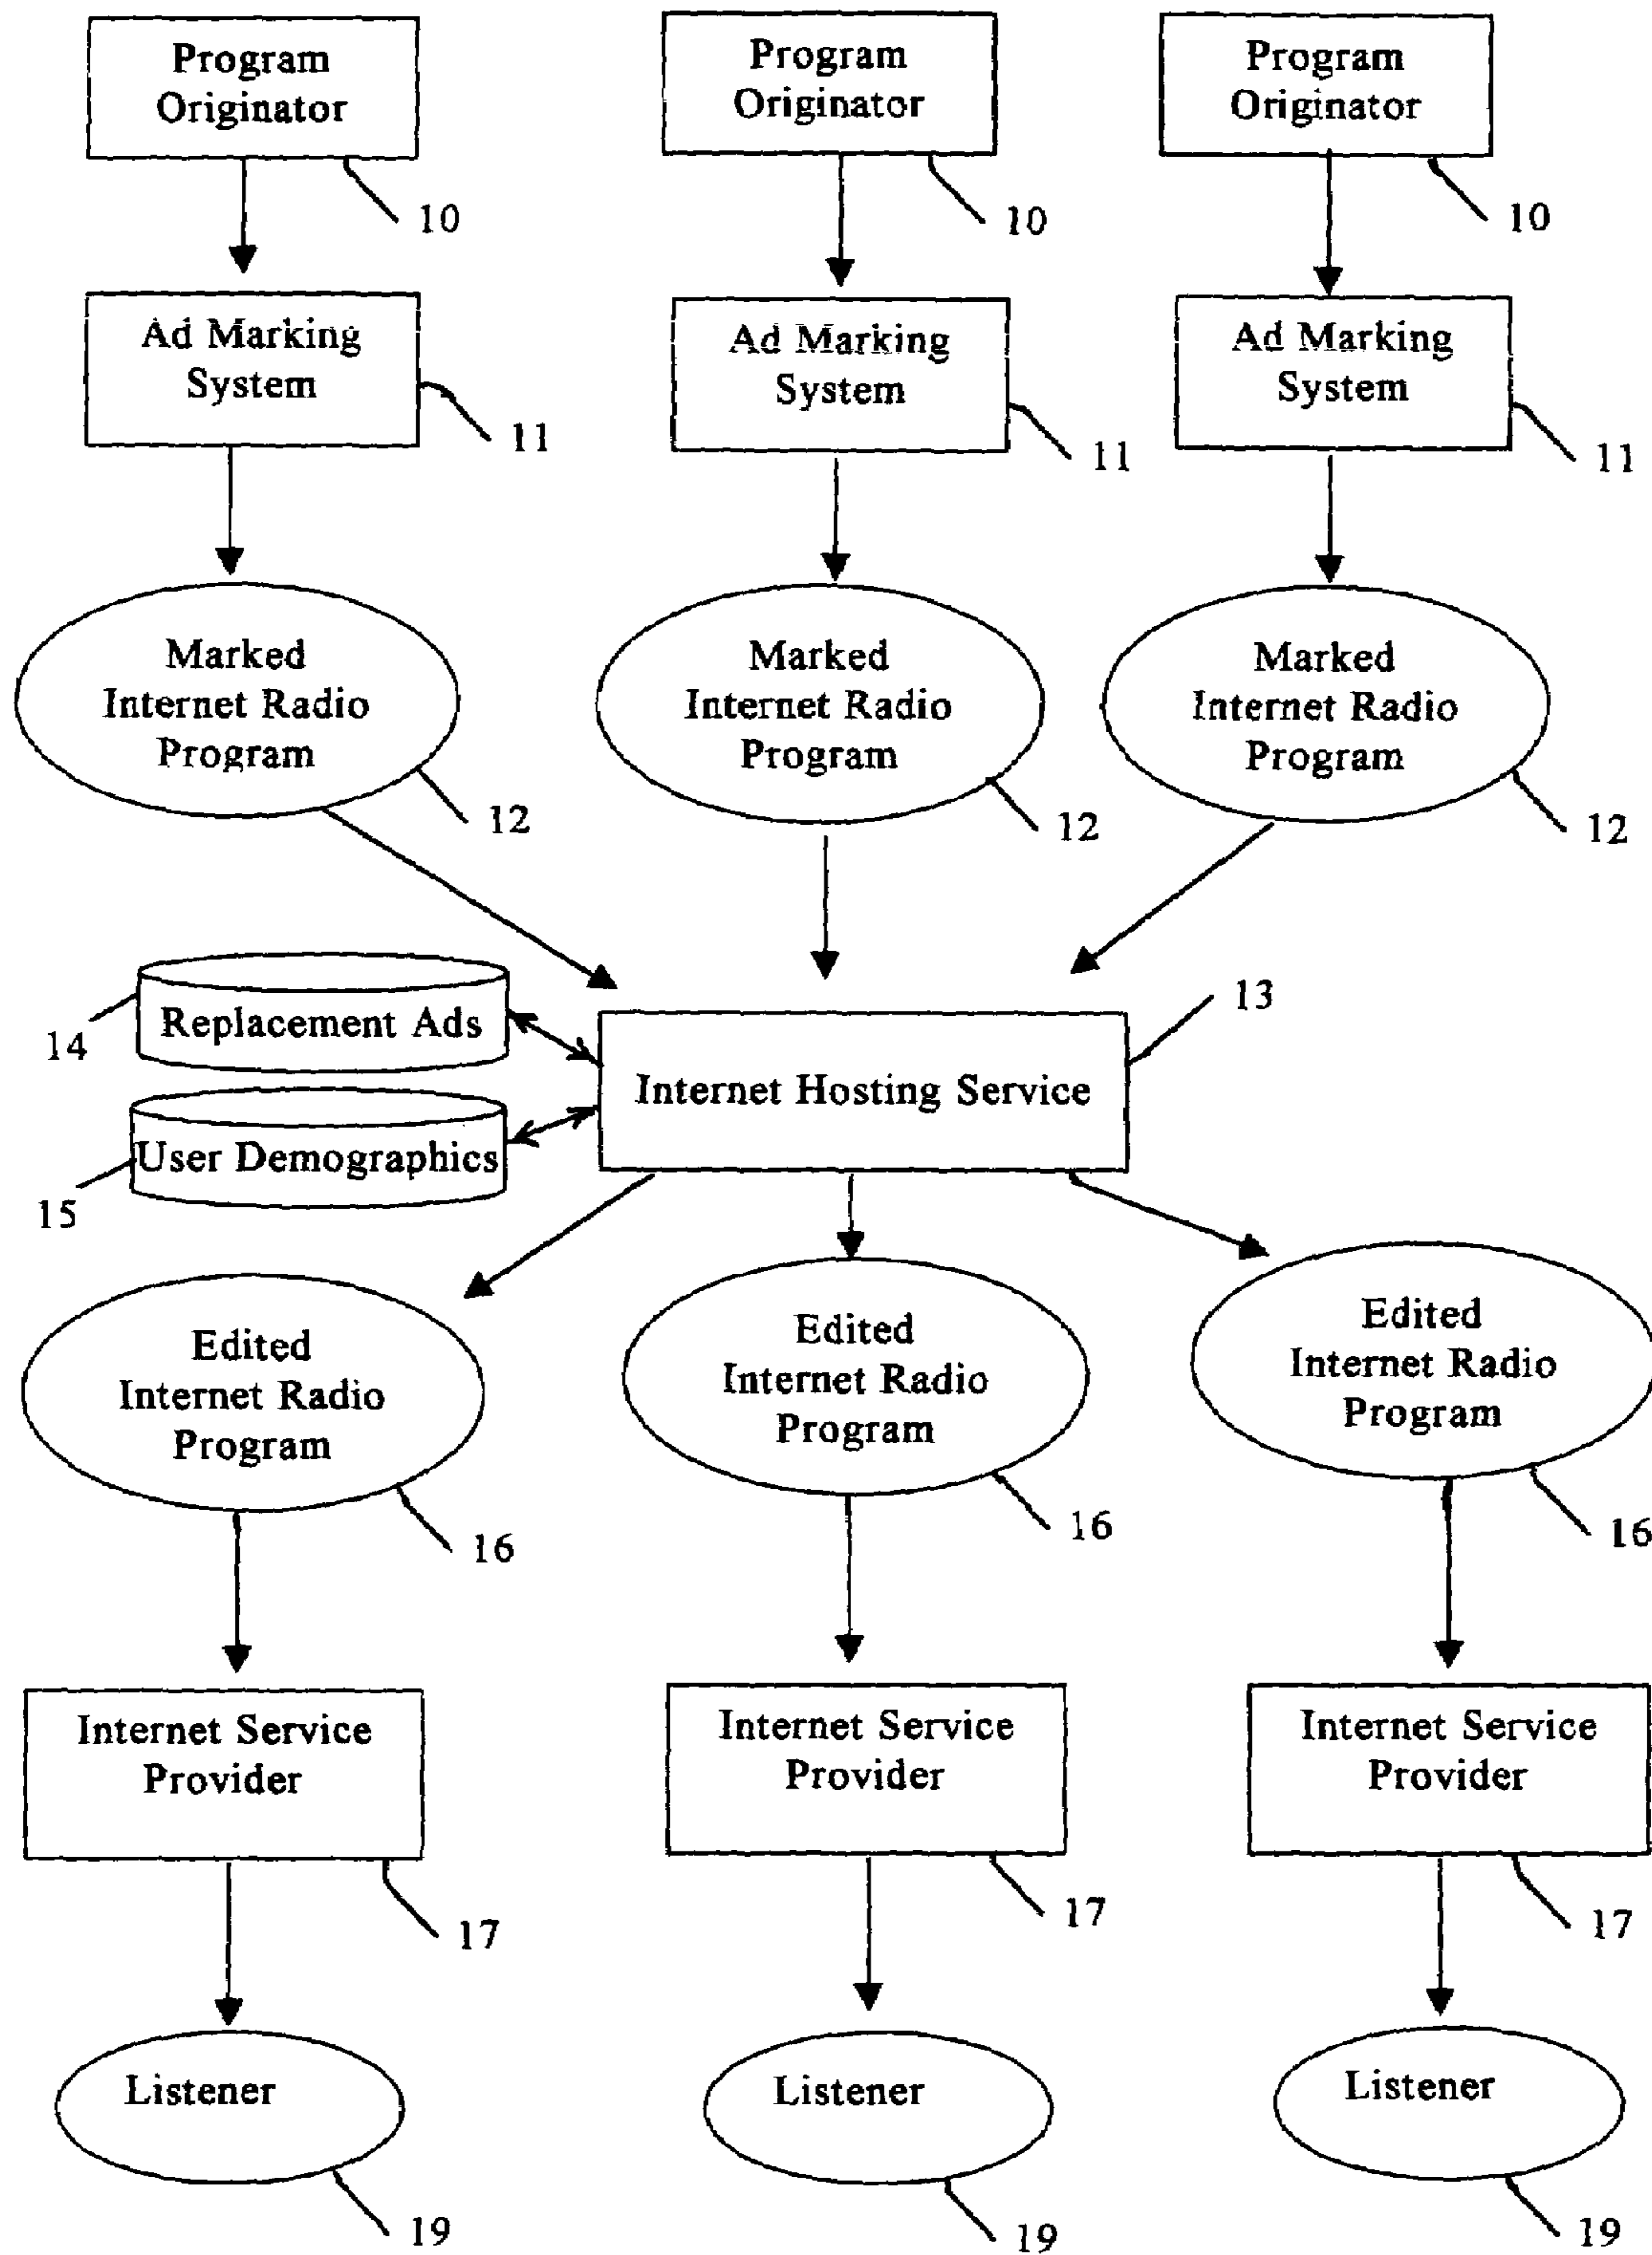 Program
Originator
10
Program
Originator
10
Program
Originator
10
Ad Marking
System
11
Ad Marking
System
11
Ad Marking
System
11
Marked
Internet Radio
Program
12
Marked
Internet Radio
Program
12
Marked
Internet Radio
Program
12
Replacement Ads
14
User Demographics
15
Internet Hosting Service
13
Edited
Internet Radio
Program
16
Edited
Internet Radio
Program
16
Edited
Internet Radio
Program
16
Internet Service
Provider
17
Internet Service
Provider
17
Internet Service
Provider
17
Listener
19
Listener
19
Listener
19